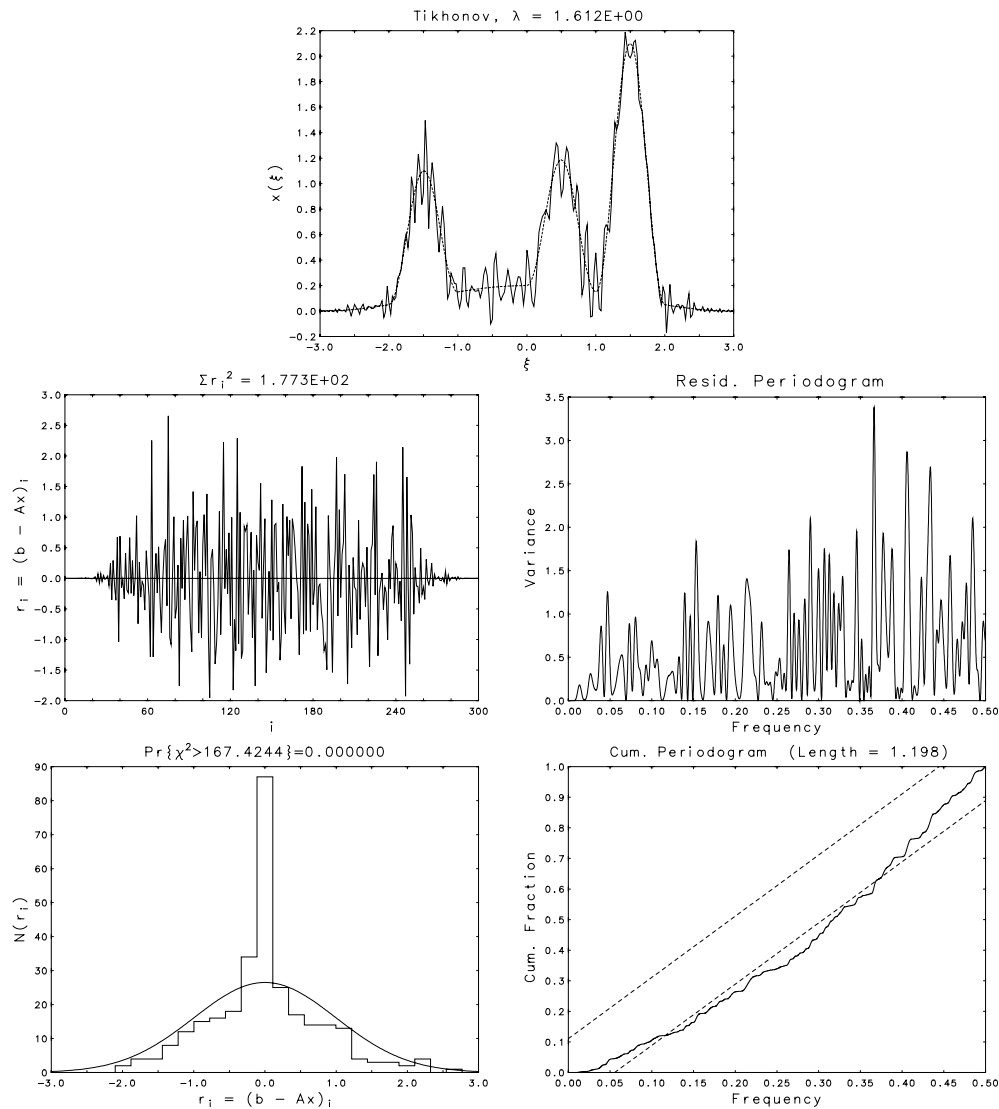 Tikhonov, λ = 1.612E+00
2.2
2.0
1.8
1.6
1.4
1.2
1.0
0.8
0.6
0.4
0.2
0.0
-0.2
x(ξ)
-3.0 -2.0 -1.0 0.0 1.0 2.0 3.0
ξ
Σr_i² = 1.773E+02
3.0
2.5
2.0
1.5
1.0
0.5
0.0
-0.5
-1.0
-1.5
-2.0
r_i = (b - Ax)_i
0 60 120 180 240 300
i
Resid. Periodogram
3.5
3.0
2.5
2.0
1.5
1.0
0.5
0.0
Variance
0.00 0.05 0.10 0.15 0.20 0.25 0.30 0.35 0.40 0.45 0.50
Frequency
Pr{χ²>167.4244}=0.000000
90
80
70
60
50
40
30
20
10
0
N(r_i)
-3.0 -2.0 -1.0 0.0 1.0 2.0 3.0
r_i = (b - Ax)_i
Cum. Periodogram (Length = 1.198)
1.0
0.9
0.8
0.7
0.6
0.5
0.4
0.3
0.2
0.1
0.0
Cum. Fraction
0.00 0.05 0.10 0.15 0.20 0.25 0.30 0.35 0.40 0.45 0.50
Frequency